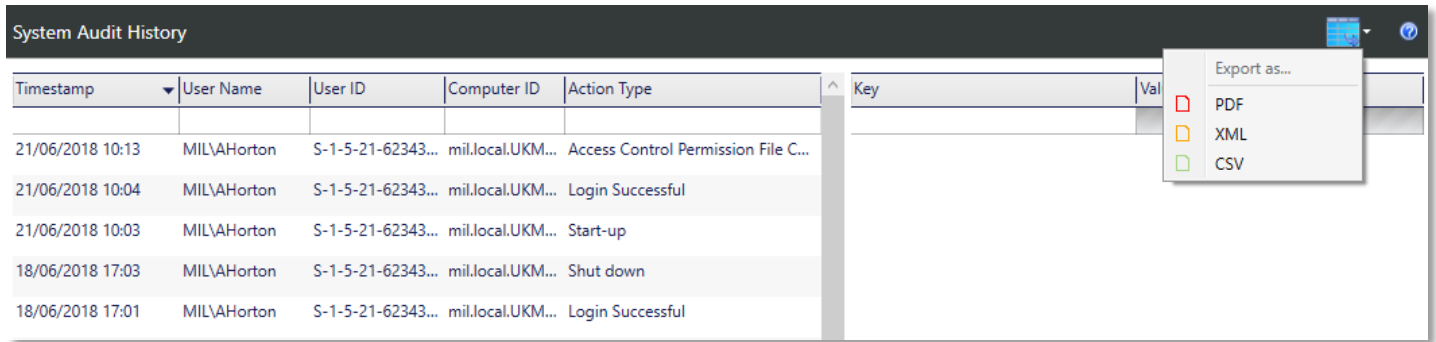 System Audit History
Export as...
PDF
XML
CSV
Timestamp User Name User ID Computer ID Action Type Key Val
21/06/2018 10:13 MIL\AHorton S-1-5-21-62343... mil.local.UKM... Access Control Permission File C...
21/06/2018 10:04 MIL\AHorton S-1-5-21-62343... mil.local.UKM... Login Successful
21/06/2018 10:03 MIL\AHorton S-1-5-21-62343... mil.local.UKM... Start-up
18/06/2018 17:03 MIL\AHorton S-1-5-21-62343... mil.local.UKM... Shut down
18/06/2018 17:01 MIL\AHorton S-1-5-21-62343... mil.local.UKM... Login Successful